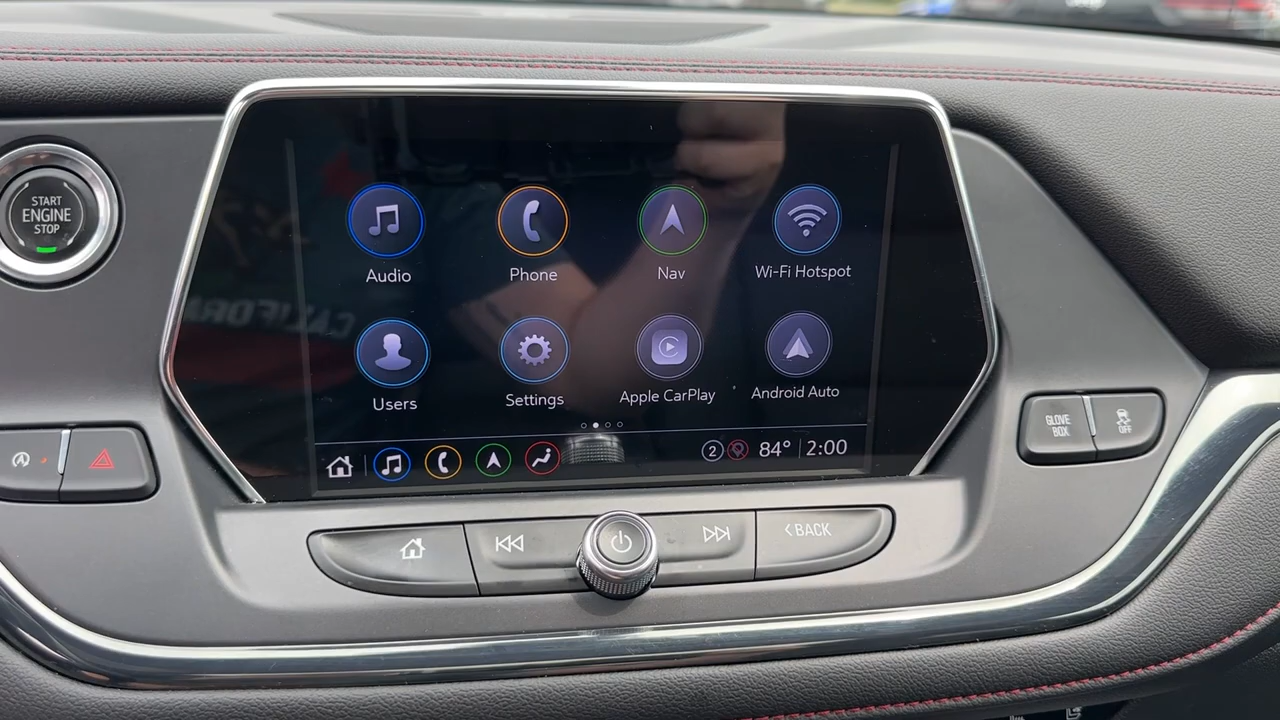 START
ENGINE
STOP
Audio
Phone
Nav
Wi-Fi Hotspot
Users
Settings
Apple CarPlay
Android Auto
2
84°
2:00
GLOVE
BOX
OFF
BACK